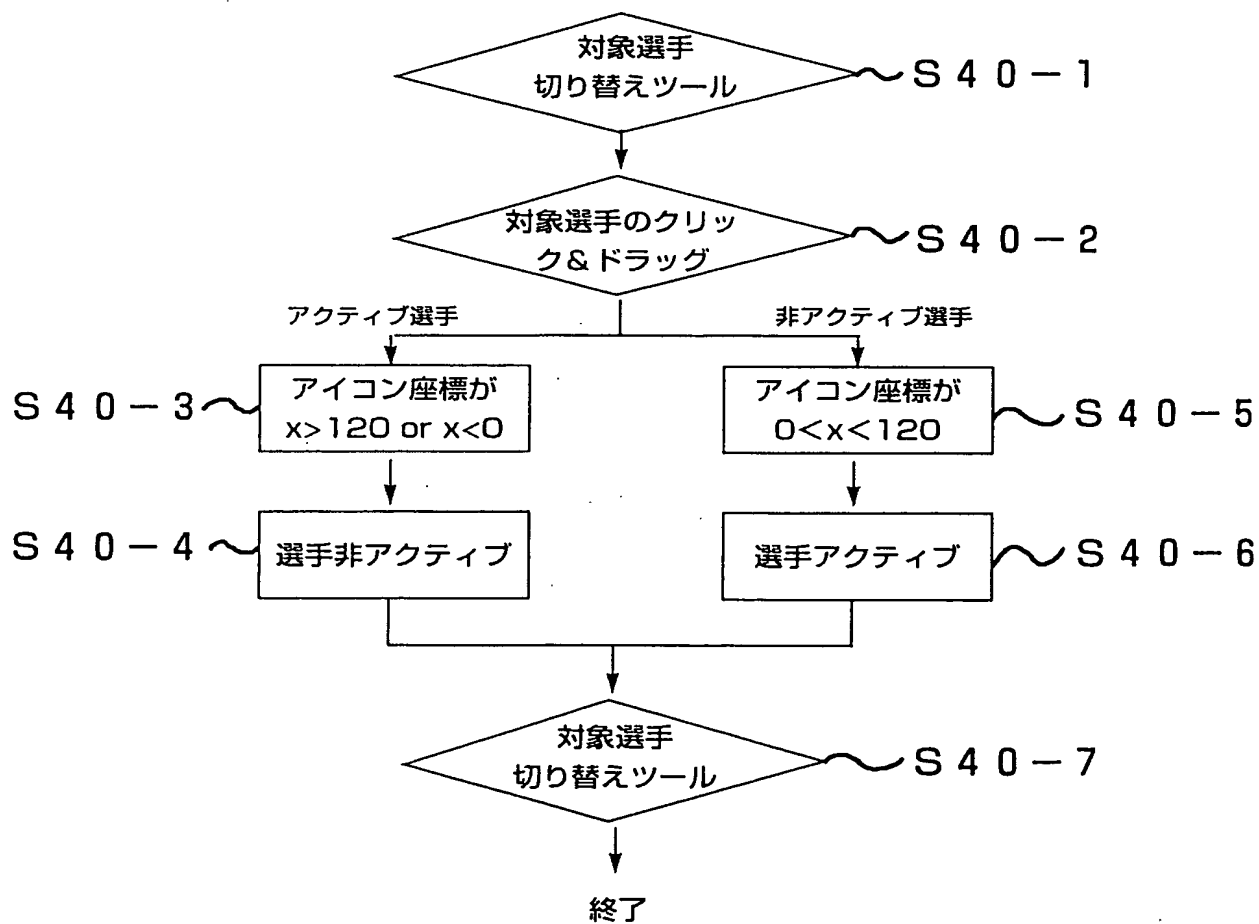 対象選手
切り替えツール
S40-1
対象選手のクリッ
ク&ドラッグ
S40-2
アクティブ選手
非アクティブ選手
S40-3
アイコン座標が
x>120 or x<0
アイコン座標が
0<x<120
S40-5
S40-4
選手非アクティブ
選手アクティブ
S40-6
対象選手
切り替えツール
S40-7
終了